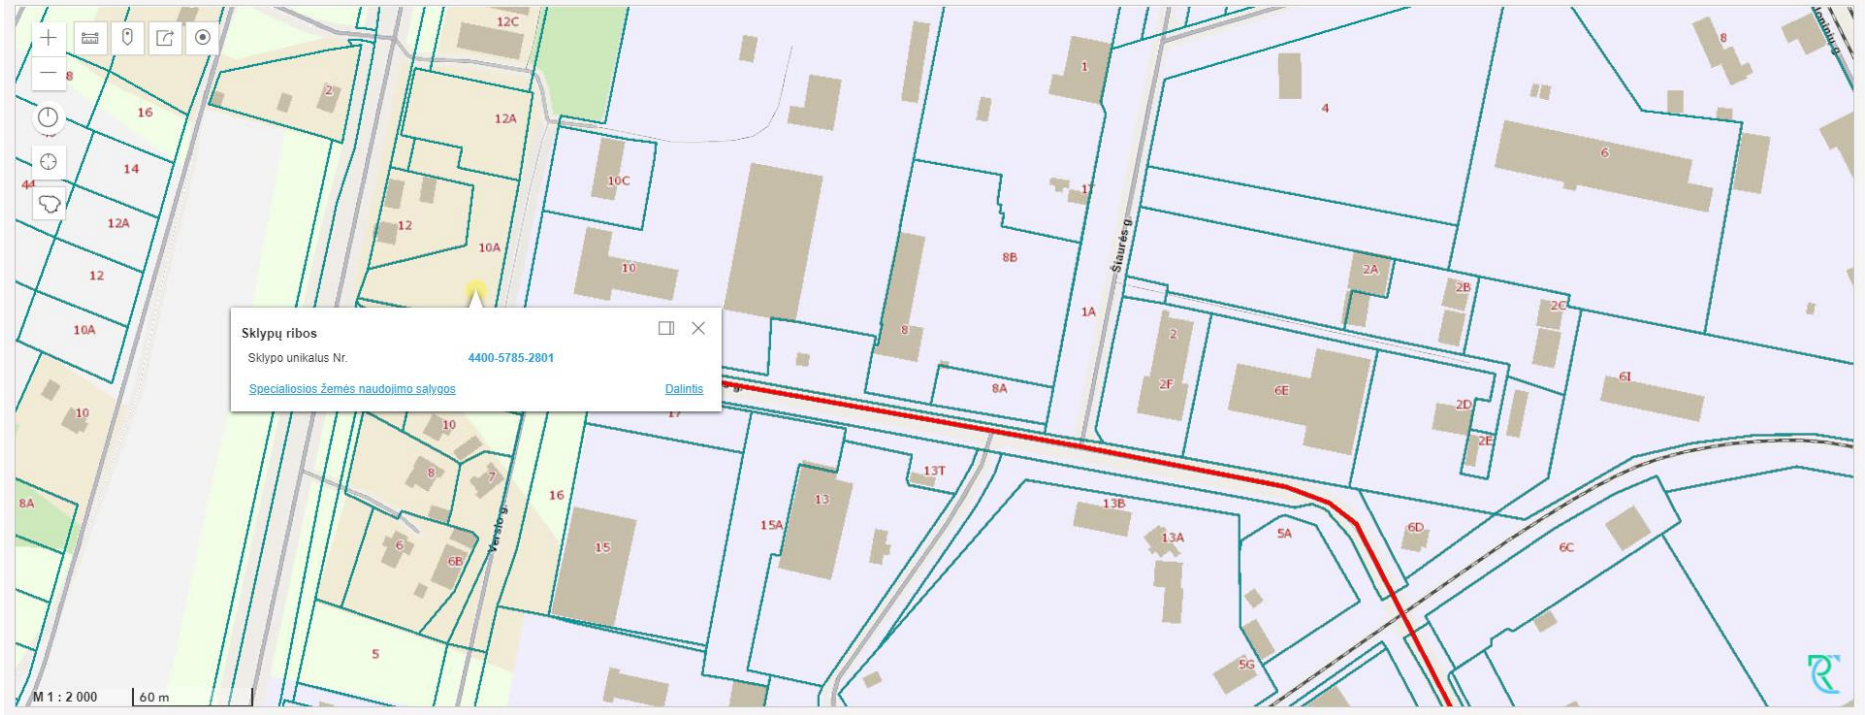 12C
8
2
16
12A
14
44
12A
12
12
10A
10A
10C
10
1
1T
8B
1A
8
8A
Šiaurės g.
4
6
8
2A
2B
2C
2
2F
6E
2D
2E
6I
Sklypų ribos
Sklypo unikalus Nr. 4400-5785-2801
Specialiosios žemės naudojimo sąlygos Dalintis
17
10
10
8
7
8A
6
6B
Verslo g.
16
15
15A
13
13T
13B
13A
5A
6D
6C
5
5G
M 1 : 2 000 60 m